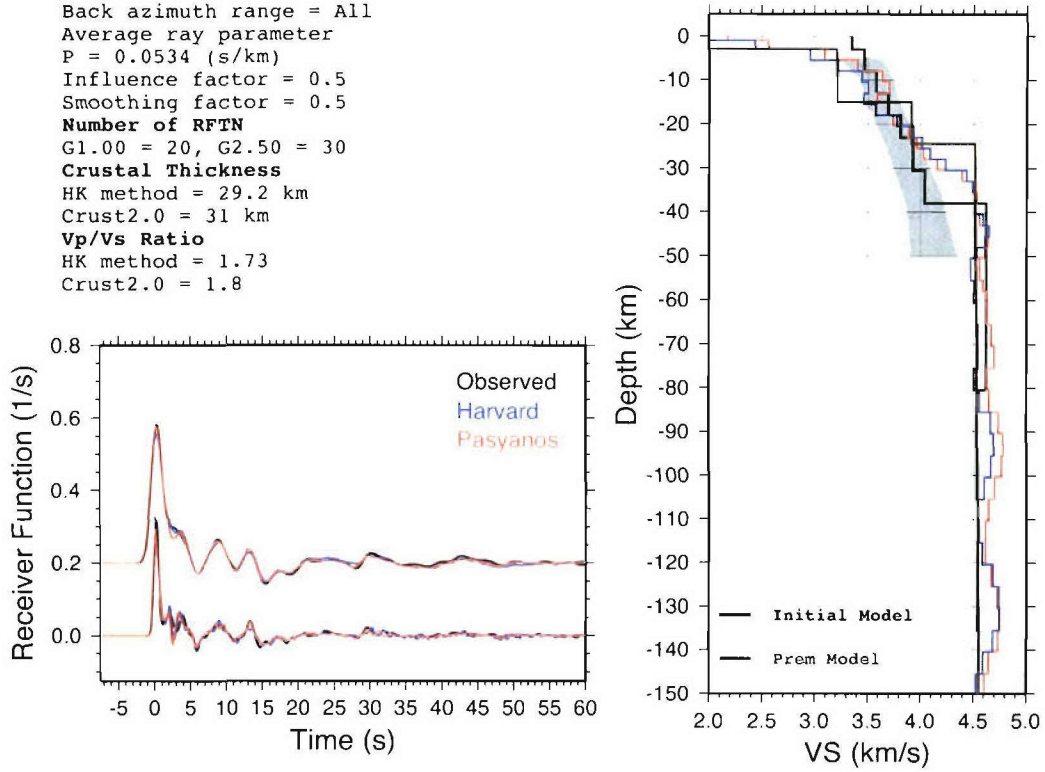 Back azimuth range = All
Average ray parameter
P = 0.0534 (s/km)
Influence factor = 0.5
Smoothing factor = 0.5
Number of RFTN
G1.00 = 20, G2.50 = 30
Crustal Thickness
HK method = 29.2 km
Crust2.0 = 31 km
Vp/Vs Ratio
HK method = 1.73
Crust2.0 = 1.8
0.8
0.6
0.4
0.2
0.0
Receiver Function (1/s)
Observed
Harvard
Pasyanos
-5 0 5 10 15 20 25 30 35 40 45 50 55 60
Time (s)
0
-10
-20
-30
-40
-50
-60
-70
-80
-90
-100
-110
-120
-130
-140
-150
Depth (km)
Initial Model
Prem Model
2.0 2.5 3.0 3.5 4.0 4.5 5.0
VS (km/s)